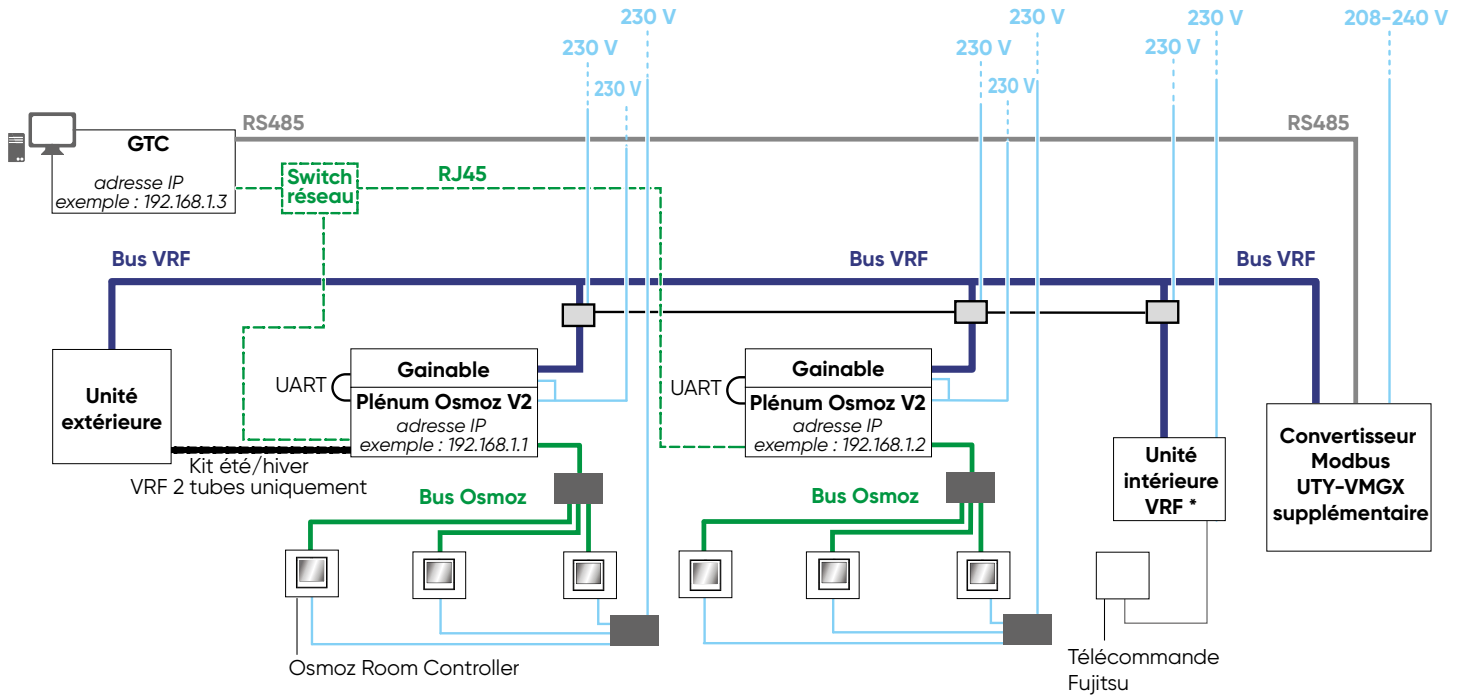 230 V
230 V
230 V
208-240 V
230 V
230 V
230 V
230 V
230 V
RS485
RS485
GTC
adresse IP
exemple : 192.168.1.3
Switch
réseau
RJ45
Bus VRF
Bus VRF
Bus VRF
Unité
extérieure
UART
Gainable
Plénum Osmoz V2
adresse IP
exemple : 192.168.1.1
UART
Gainable
Plénum Osmoz V2
adresse IP
exemple : 192.168.1.2
Unité
intérieure
VRF *
Convertisseur
Modbus
UTY-VMGX
supplémentaire
Kit été/hiver
VRF 2 tubes uniquement
Bus Osmoz
Bus Osmoz
Osmoz Room Controller
Télécommande
Fujitsu